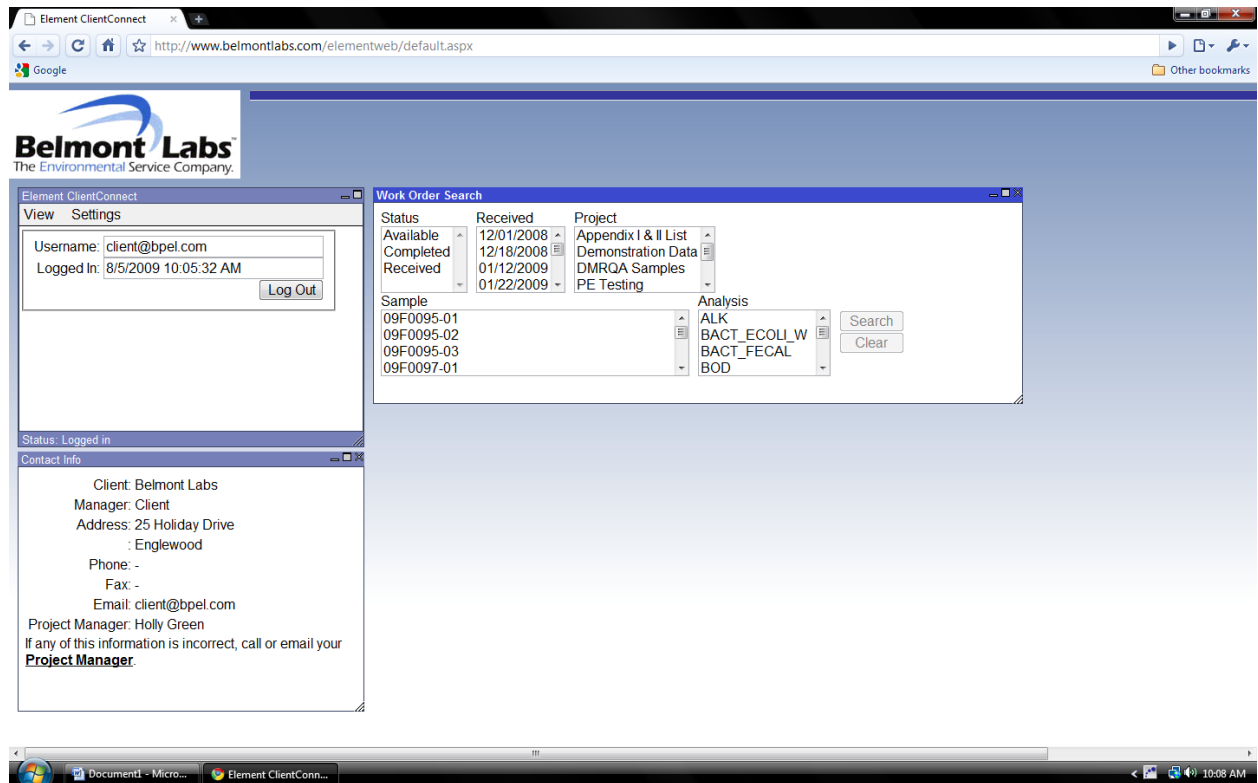 Element ClientConnect
http://www.belmontlabs.com/elementweb/default.aspx
Google
Other bookmarks
Belmont Labs™
The Environmental Service Company.
Element ClientConnect
View Settings
Username: client@bpel.com
Logged In: 8/5/2009 10:05:32 AM
Log Out
Status: Logged in
Work Order Search
Status Received Project
Available 12/01/2008 Appendix I & II List
Completed 12/18/2008 Demonstration Data
Received 01/12/2009 DMRQA Samples
01/22/2009 PE Testing
Sample Analysis
09F0095-01 ALK
09F0095-02 BACT_ECOLI_W
09F0095-03 BACT_FECAL
09F0097-01 BOD
Search
Clear
Contact Info
Client: Belmont Labs
Manager: Client
Address: 25 Holiday Drive
: Englewood
Phone: -
Fax: -
Email: client@bpel.com
Project Manager: Holly Green
If any of this information is incorrect, call or email your
Project Manager.
Document1 - Micro... Element ClientConn... 10:08 AM